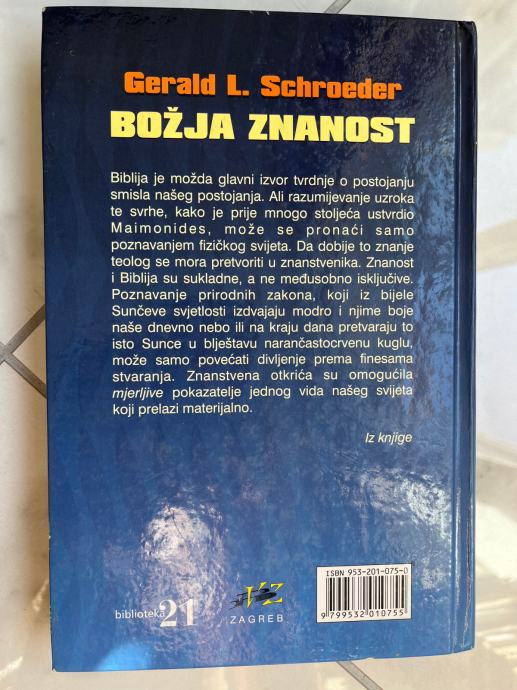 Gerald L. Schroeder
BOŽJA ZNANOST
Biblija je možda glavni izvor tvrdnje o postojanju
smisla našeg postojanja. Ali razumijevanje uzroka
te svrhe, kako je prije mnogo stoljeća ustvrdio
Maimonides, može se pronaći samo
poznavanjem fizičkog svijeta. Da dobije to znanje
teolog se mora pretvoriti u znanstvenika. Znanost
i Biblija su sukladne, a ne međusobno isključive.
Poznavanje prirodnih zakona, koji iz bijele
Sunčeve svjetlosti izdvajaju modro i njime boje
naše dnevno nebo ili na kraju dana pretvaraju to
isto Sunce u blještavu narančastocrvenu kuglu,
može samo povećati divljenje prema finesama
stvaranja. Znanstvena otkrića su omogućila
mjerljive pokazatelje jednog vida našeg svijeta
koji prelazi materijalno.
Iz knjige
ISBN 953-201-075-0
9 799532 010755
biblioteka 21
VZ
ZAGREB